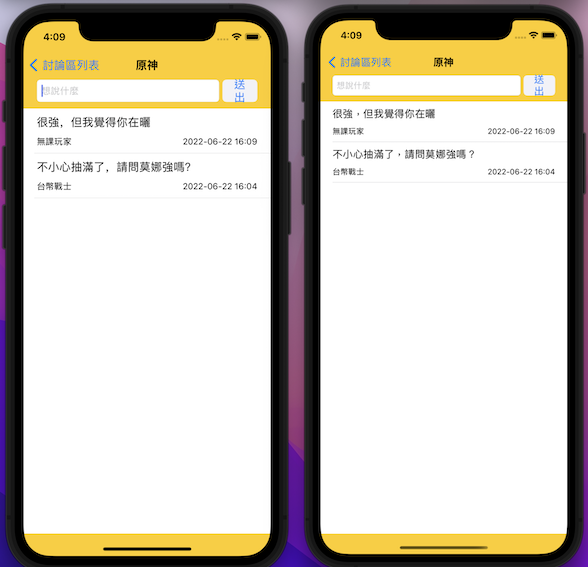 4:09
討論區列表 原神
想說什麼 送出
很強，但我覺得你在曬
無課玩家 2022-06-22 16:09
不小心抽滿了，請問莫娜強嗎?
台幣戰士 2022-06-22 16:04
4:09
討論區列表 原神
想說什麼 送出
很強，但我覺得你在曬
無課玩家 2022-06-22 16:09
不小心抽滿了，請問莫娜強嗎？
台幣戰士 2022-06-22 16:04